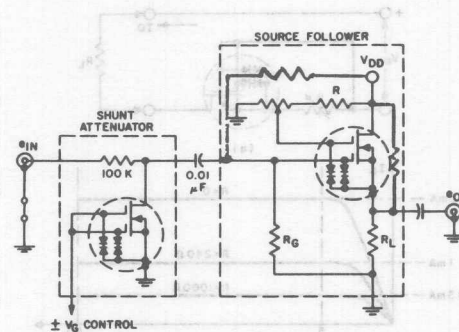 SOURCE FOLLOWER
VDD
R
SHUNT
ATTENUATOR
eIN
100 K
0.01
μF
eO
RG
RL
± VG CONTROL